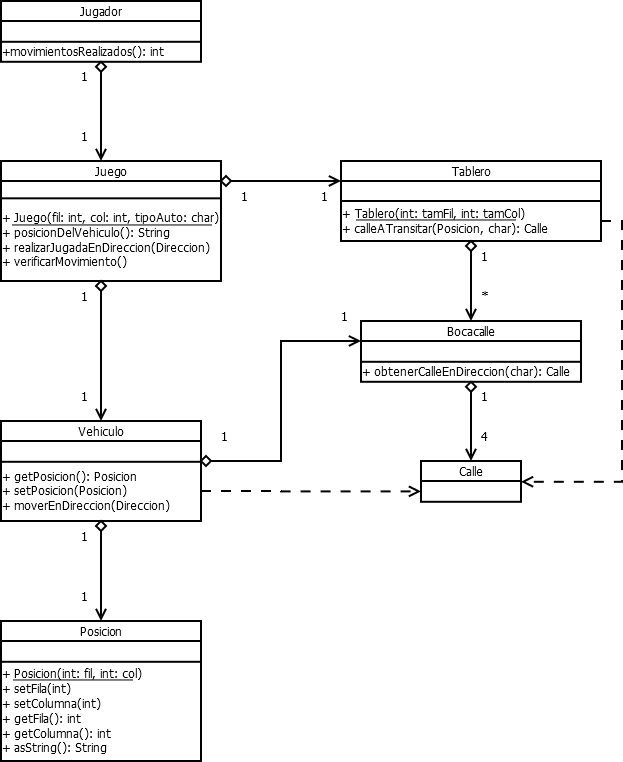 Jugador
+movimientosRealizados(): int
1
1
Juego
+ Juego(fil: int, col: int, tipoAuto: char)
+ posicionDelVehiculo(): String
+ realizarJugadaEnDireccion(Direccion)
+ verificarMovimiento()
1
1
Tablero
+ Tablero(int: tamFil, int: tamCol)
+ calleATransitar(Posicion, char): Calle
1
*
1
1
Bocacalle
+ obtenerCalleEnDireccion(char): Calle
1
4
1
1
Vehiculo
+ getPosicion(): Posicion
+ setPosicion(Posicion)
+ moverEnDireccion(Direccion)
Calle
1
1
Posicion
+ Posicion(int: fil, int: col)
+ setFila(int)
+ setColumna(int)
+ getFila(): int
+ getColumna(): int
+ asString(): String